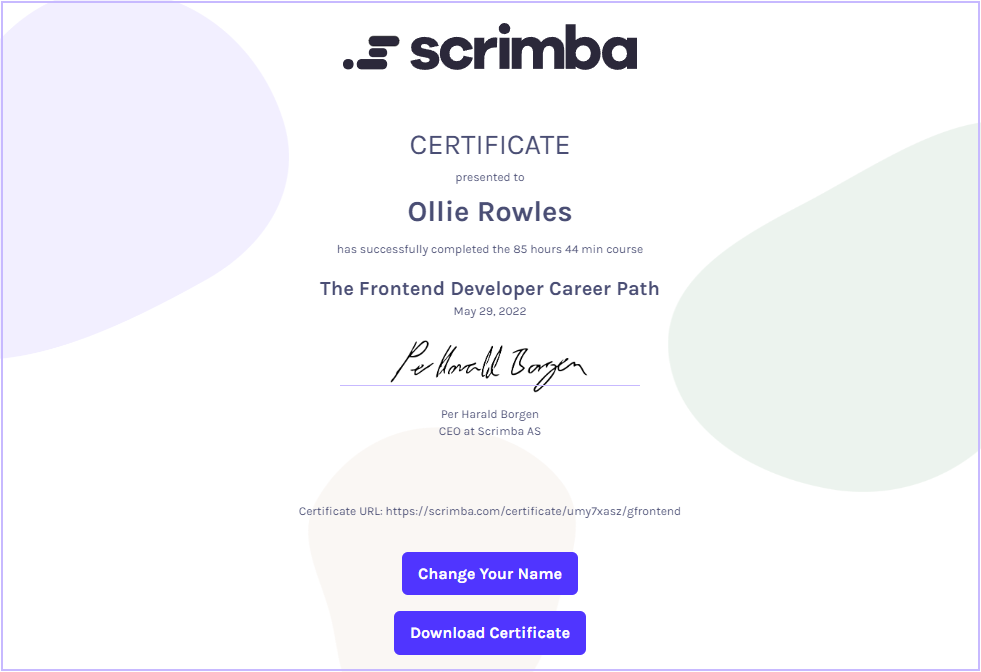 scrimba
CERTIFICATE
presented to
Ollie Rowles
has successfully completed the 85 hours 44 min course
The Frontend Developer Career Path
May 29, 2022
Per Harald Borgen
Per Harald Borgen
CEO at Scrimba AS
Certificate URL: https://scrimba.com/certificate/umy7xasz/gfrontend
Change Your Name
Download Certificate